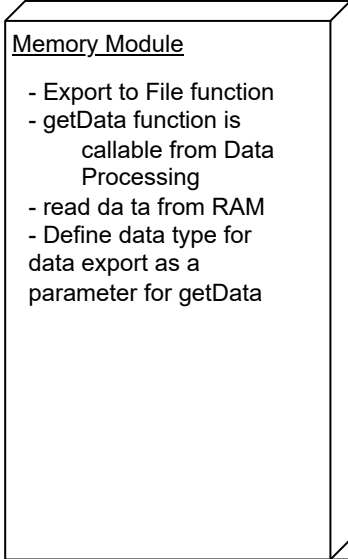 Memory Module
- Export to File function
- getData function is
callable from Data
Processing
- read da ta from RAM
- Define data type for
data export as a
parameter for getData